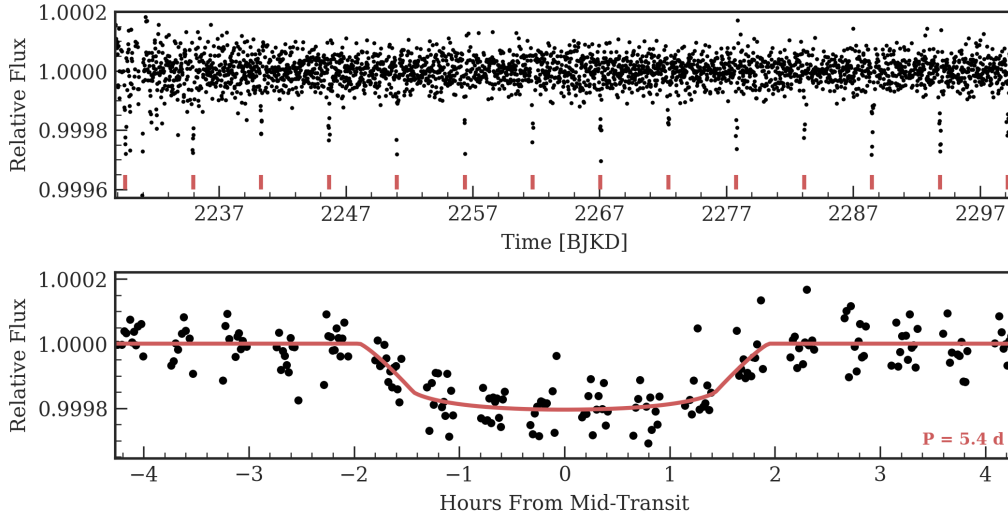 1.0002
1.0000
0.9998
0.9996
Relative Flux
2237 2247 2257 2267 2277 2287 2297
Time [BJKD]
1.0002
1.0000
0.9998
Relative Flux
P = 5.4 d
−4 −3 −2 −1 0 1 2 3 4
Hours From Mid-Transit